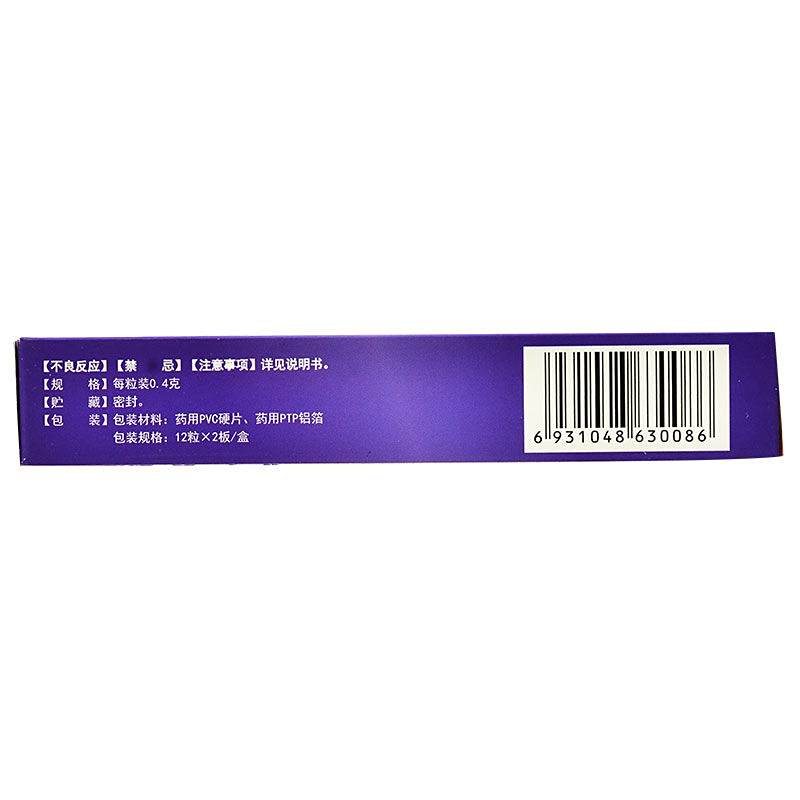 【不良反应】【禁　忌】【注意事项】详见说明书。
【规　格】每粒装0.4克
【贮　藏】密封。
【包　装】包装材料：药用PVC硬片、药用PTP铝箔
包装规格：12粒×2板/盒
6 931048 630086